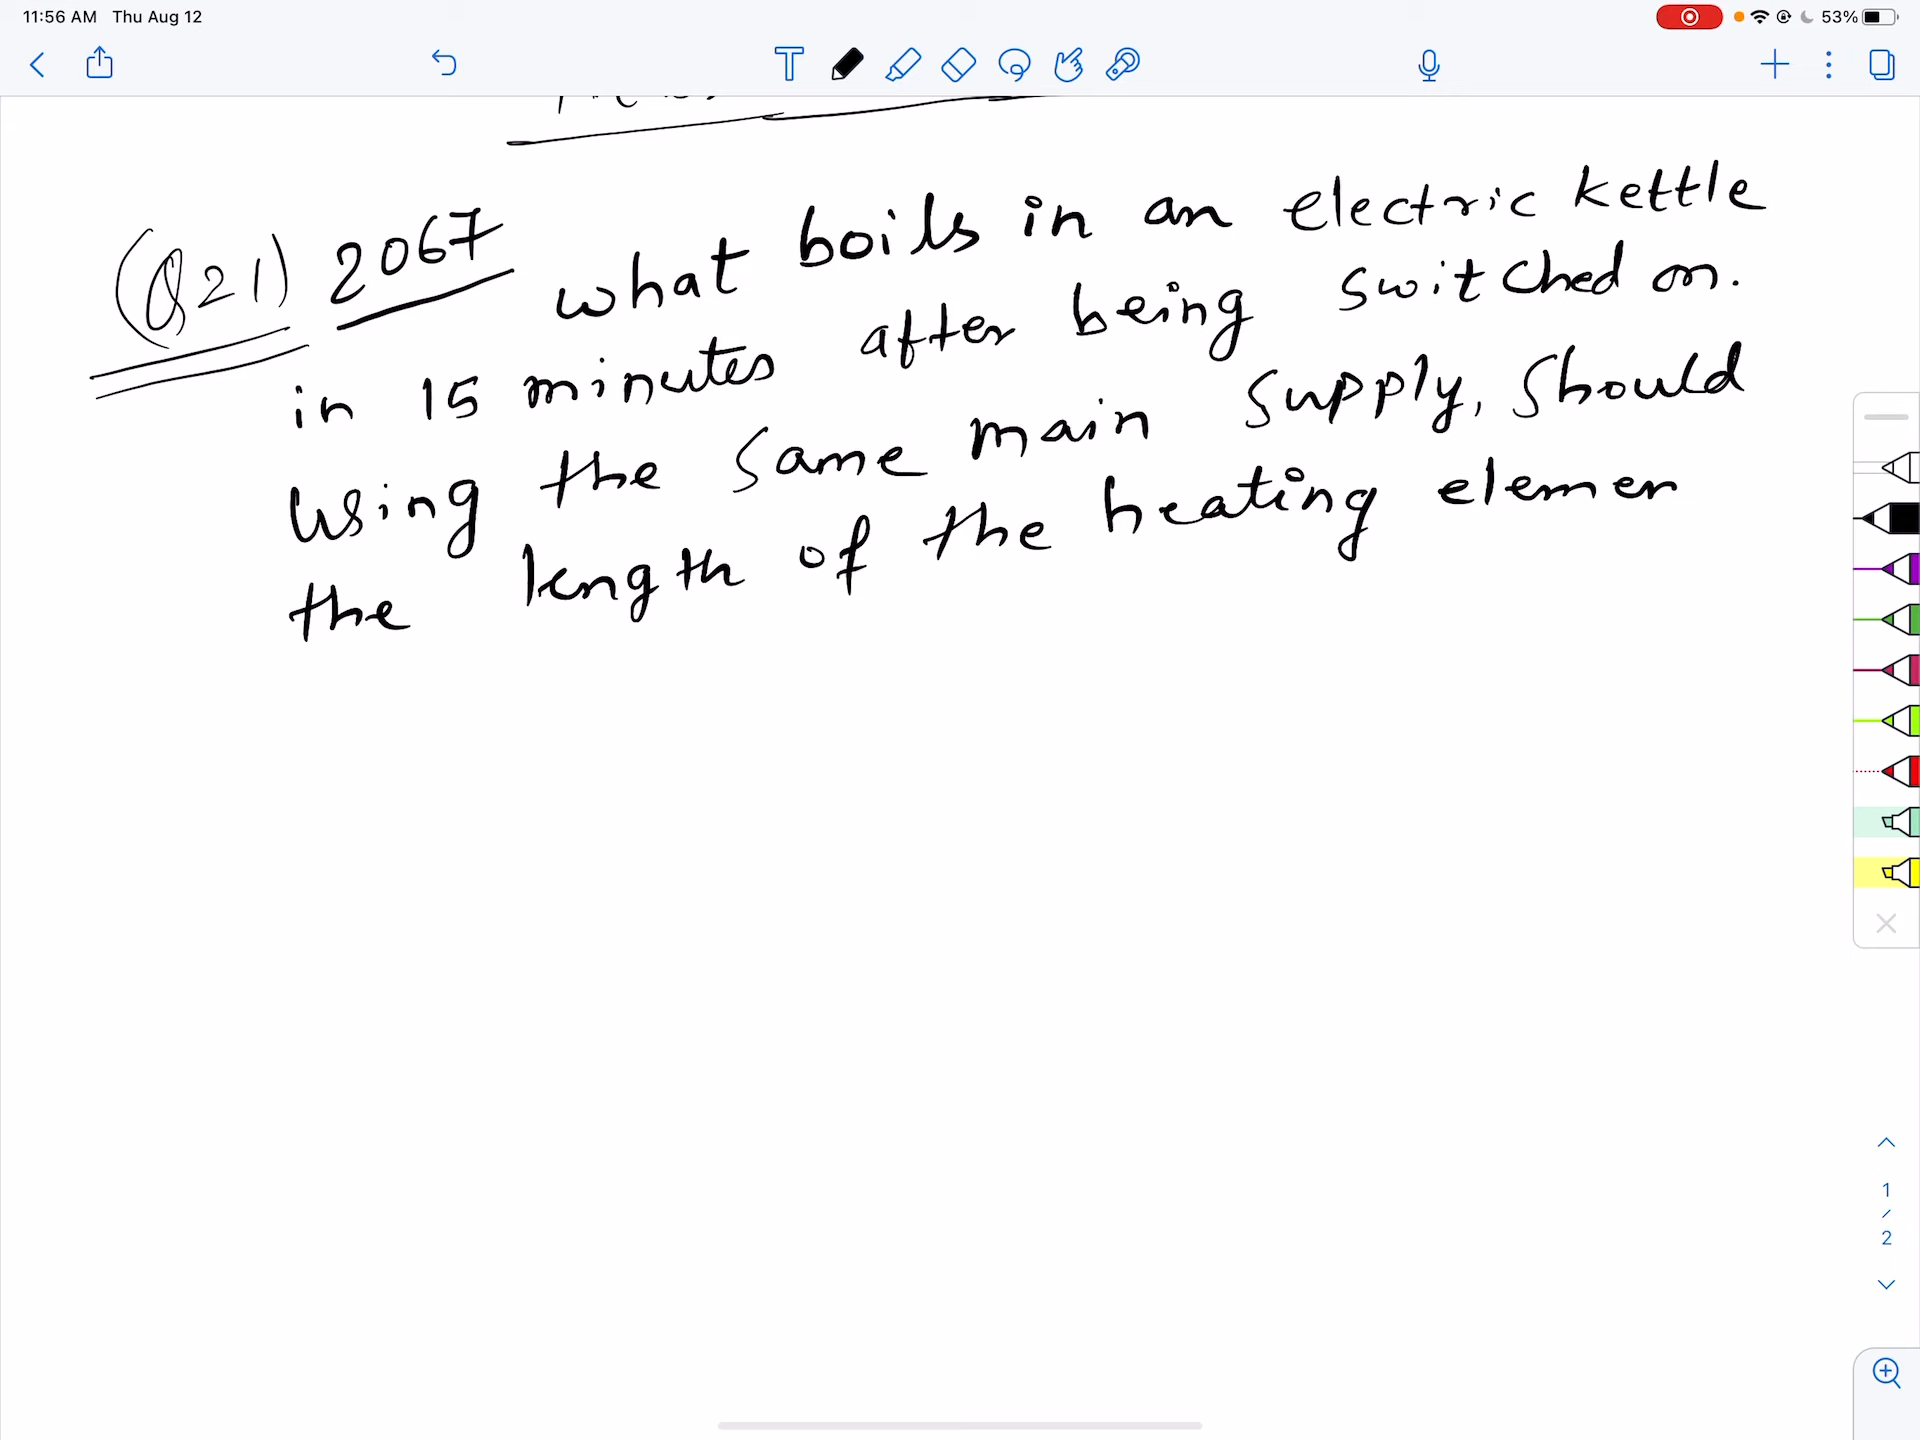 11:56 AM Thu Aug 12
53%
(Q21) 2067 what boils in an electric kettle
in 15 minutes after being switched on.
using the same main supply, should
the length of the heating elemen
1
/
2